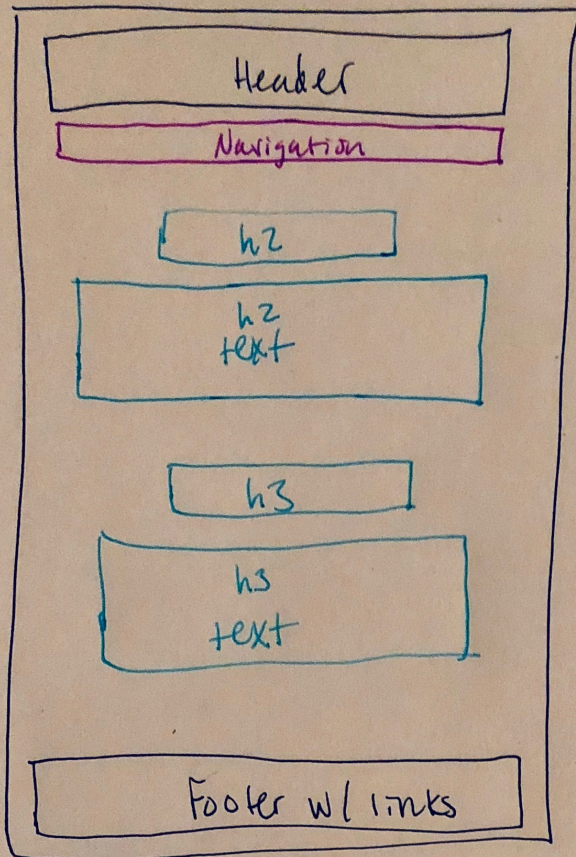 Header
Navigation
h2
h2
text
h3
h3
text
Footer w/ links